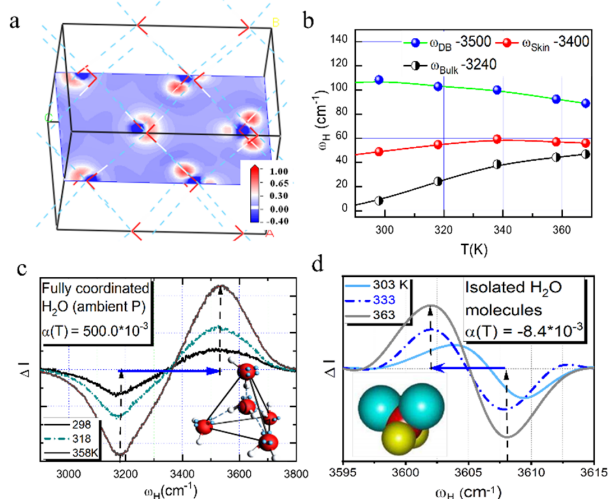 a
B
C
A
1.00
0.65
0.30
0.00
-0.40
b
ω_DB -3500
ω_Skin -3400
ω_Bulk -3240
140
120
100
80
60
40
20
0
ω_H (cm⁻¹)
300 320 340 360
T(K)
c
Fully coordinated
H₂O (ambient P)
α(T) = 500.0*10⁻³
Δ I
298
318
358K
3000 3200 3400 3600 3800
ω_H(cm⁻¹)
d
303 K
333
363
Isolated H₂O
molecules
α(T) = -8.4*10⁻³
Δ I
3595 3600 3605 3610 3615
ω_H (cm⁻¹)